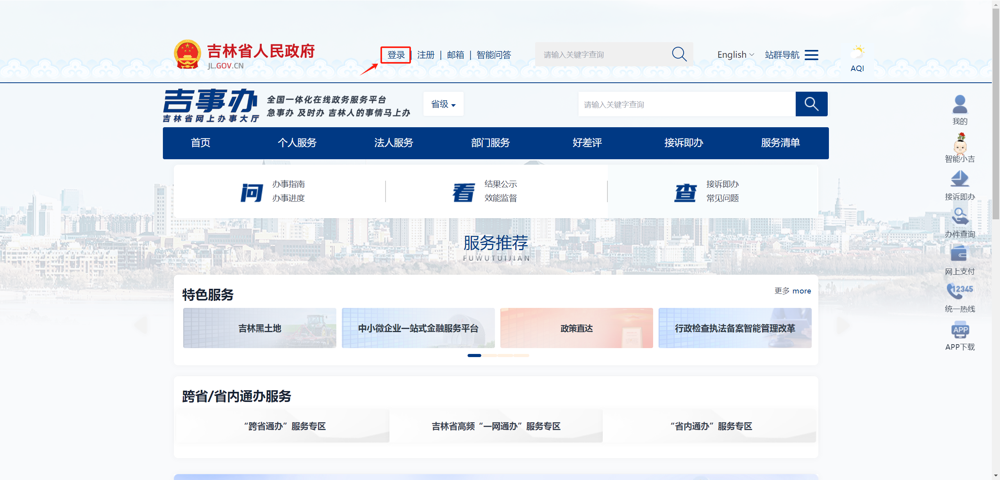 吉林省人民政府
JL.GOV.CN
登录 | 注册 | 邮箱 | 智能问答
请输入关键字查询
English
站群导航
AQI
吉事办
吉林省网上办事大厅
全国一体化在线政务服务平台
急事办 及时办 吉林人的事情马上办
省级
请输入关键字查询
首页 个人服务 法人服务 部门服务 好差评 接诉即办 服务清单
问
办事指南
办事进度
看
结果公示
效能监督
查
接诉即办
常见问题
服务推荐
FUWUTUIJIAN
特色服务
更多 more
吉林黑土地
中小微企业一站式金融服务平台
政策直达
行政检查执法备案智能管理改革
跨省/省内通办服务
“跨省通办”服务专区
吉林省高频“一网通办”服务专区
“省内通办”服务专区
我的
智能小吉
接诉即办
办件查询
网上支付
12345
统一热线
APP
APP下载